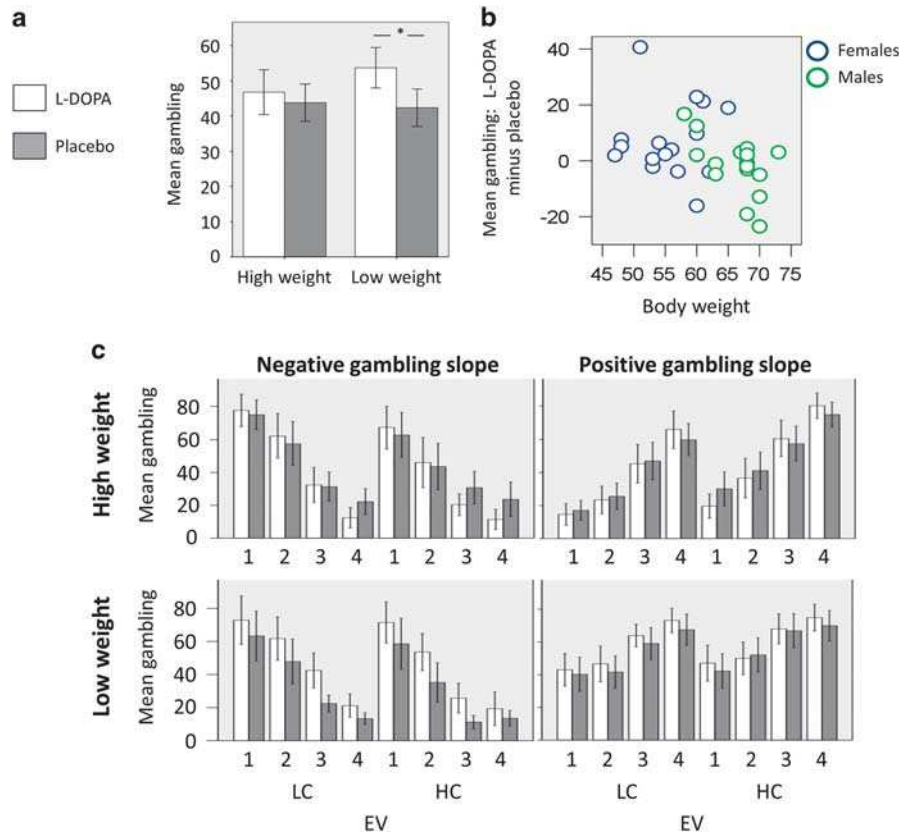 a
L-DOPA
Placebo
Mean gambling
60
50
40
30
20
10
0
*
High weight
Low weight
b
Mean gambling: L-DOPA
minus placebo
40
20
0
-20
45 50 55 60 65 70 75
Body weight
Females
Males
c
Negative gambling slope
Positive gambling slope
High weight
Mean gambling
80
60
40
20
0
1 2 3 4 1 2 3 4
1 2 3 4 1 2 3 4
Low weight
Mean gambling
80
60
40
20
0
1 2 3 4 1 2 3 4
1 2 3 4 1 2 3 4
LC HC
LC HC
EV
EV